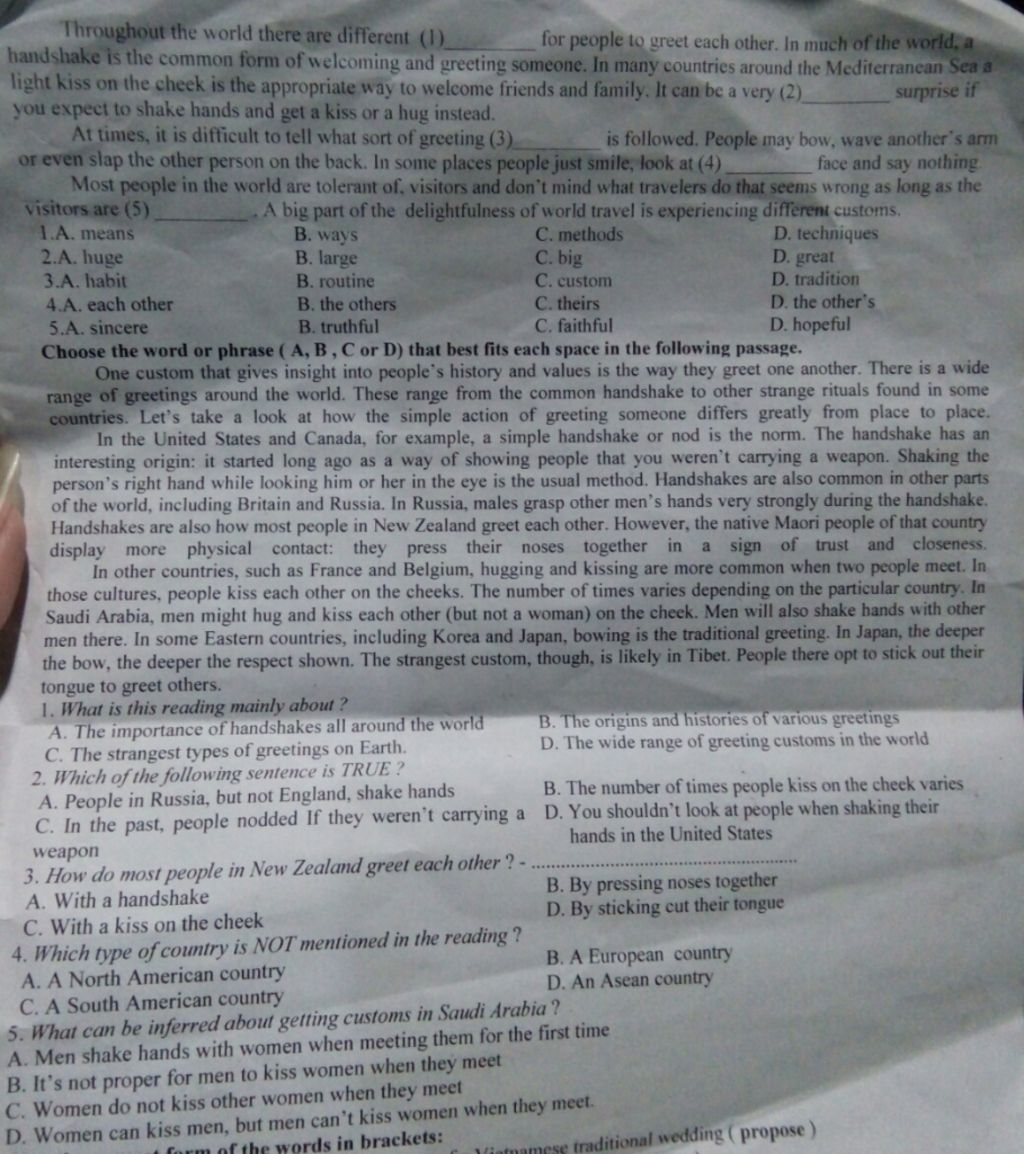 Throughout the world there are different (1)_________ for people to greet each other. In much of the world, a
handshake is the common form of welcoming and greeting someone. In many countries around the Mediterranean Sea a
light kiss on the cheek is the appropriate way to welcome friends and family. It can be a very (2)_________ surprise if
you expect to shake hands and get a kiss or a hug instead.
At times, it is difficult to tell what sort of greeting (3)_________ is followed. People may bow, wave another's arm
or even slap the other person on the back. In some places people just smile, look at (4) _________ face and say nothing
Most people in the world are tolerant of, visitors and don't mind what travelers do that seems wrong as long as the
visitors are (5) _________ . A big part of the delightfulness of world travel is experiencing different customs.
1.A. means B. ways C. methods D. techniques
2.A. huge B. large C. big D. great
3.A. habit B. routine C. custom D. tradition
4.A. each other B. the others C. theirs D. the other's
5.A. sincere B. truthful C. faithful D. hopeful
Choose the word or phrase ( A, B , C or D) that best fits each space in the following passage.
One custom that gives insight into people's history and values is the way they greet one another. There is a wide
range of greetings around the world. These range from the common handshake to other strange rituals found in some
countries. Let's take a look at how the simple action of greeting someone differs greatly from place to place.
In the United States and Canada, for example, a simple handshake or nod is the norm. The handshake has an
interesting origin: it started long ago as a way of showing people that you weren't carrying a weapon. Shaking the
person's right hand while looking him or her in the eye is the usual method. Handshakes are also common in other parts
of the world, including Britain and Russia. In Russia, males grasp other men's hands very strongly during the handshake.
Handshakes are also how most people in New Zealand greet each other. However, the native Maori people of that country
display more physical contact: they press their noses together in a sign of trust and closeness.
In other countries, such as France and Belgium, hugging and kissing are more common when two people meet. In
those cultures, people kiss each other on the cheeks. The number of times varies depending on the particular country. In
Saudi Arabia, men might hug and kiss each other (but not a woman) on the cheek. Men will also shake hands with other
men there. In some Eastern countries, including Korea and Japan, bowing is the traditional greeting. In Japan, the deeper
the bow, the deeper the respect shown. The strangest custom, though, is likely in Tibet. People there opt to stick out their
tongue to greet others.
1. What is this reading mainly about ?
A. The importance of handshakes all around the world B. The origins and histories of various greetings
C. The strangest types of greetings on Earth. D. The wide range of greeting customs in the world
2. Which of the following sentence is TRUE ?
A. People in Russia, but not England, shake hands B. The number of times people kiss on the cheek varies
C. In the past, people nodded If they weren't carrying a D. You shouldn't look at people when shaking their
weapon hands in the United States
3. How do most people in New Zealand greet each other ? - ........................................
A. With a handshake B. By pressing noses together
C. With a kiss on the cheek D. By sticking cut their tongue
4. Which type of country is NOT mentioned in the reading ?
A. A North American country B. A European country
C. A South American country D. An Asean country
5. What can be inferred about getting customs in Saudi Arabia ?
A. Men shake hands with women when meeting them for the first time
B. It's not proper for men to kiss women when they meet
C. Women do not kiss other women when they meet
D. Women can kiss men, but men can't kiss women when they meet.
form of the words in brackets:
Vietnamese traditional wedding ( propose )